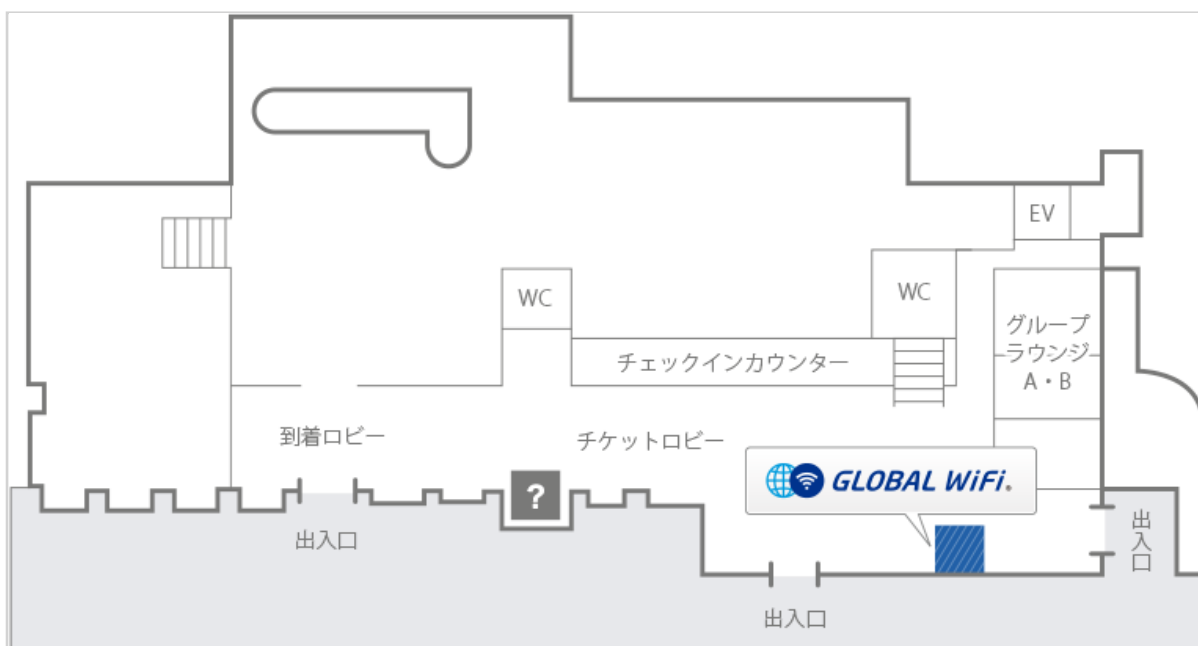 EV
WC
WC
グループ
ラウンジ
A・B
チェックインカウンター
到着ロビー
チケットロビー
GLOBAL WiFi®
?
出入口
出入口
出入口